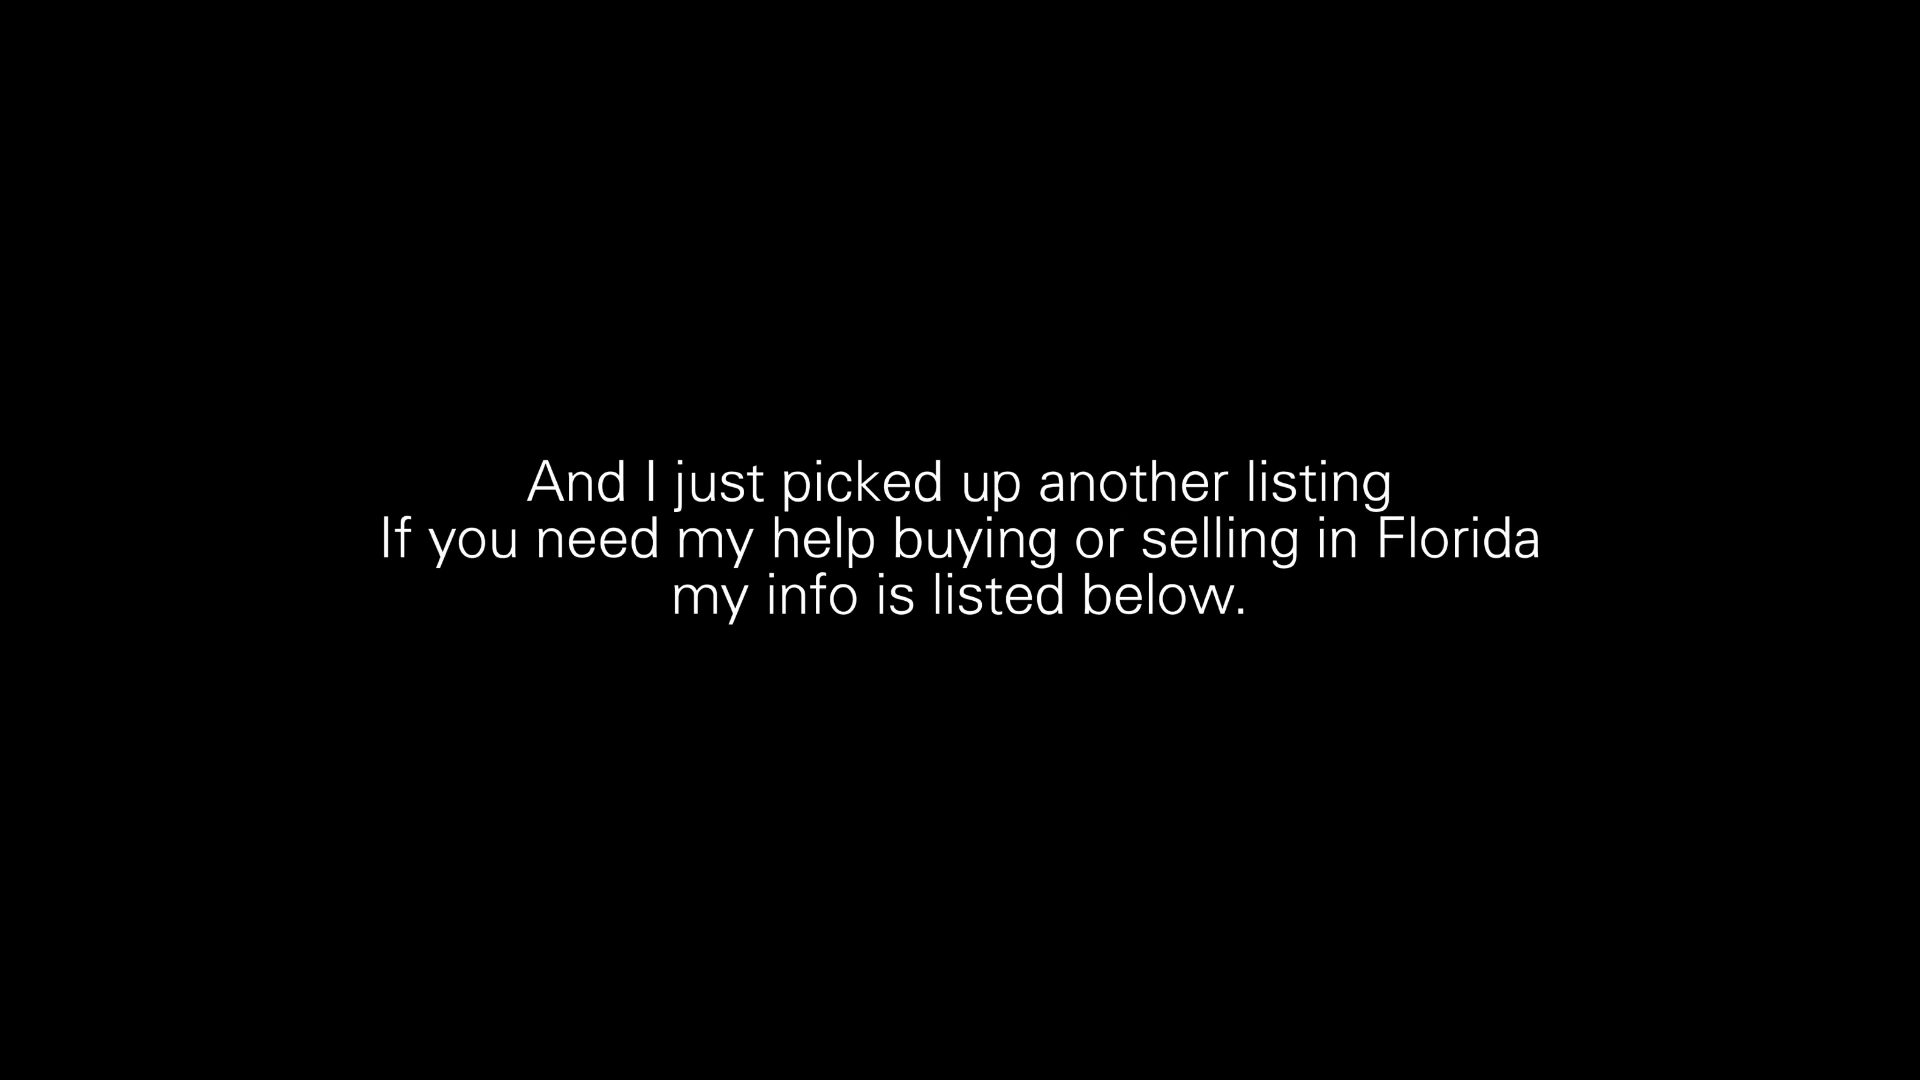 And I just picked up another listing
If you need my help buying or selling in Florida
my info is listed below.